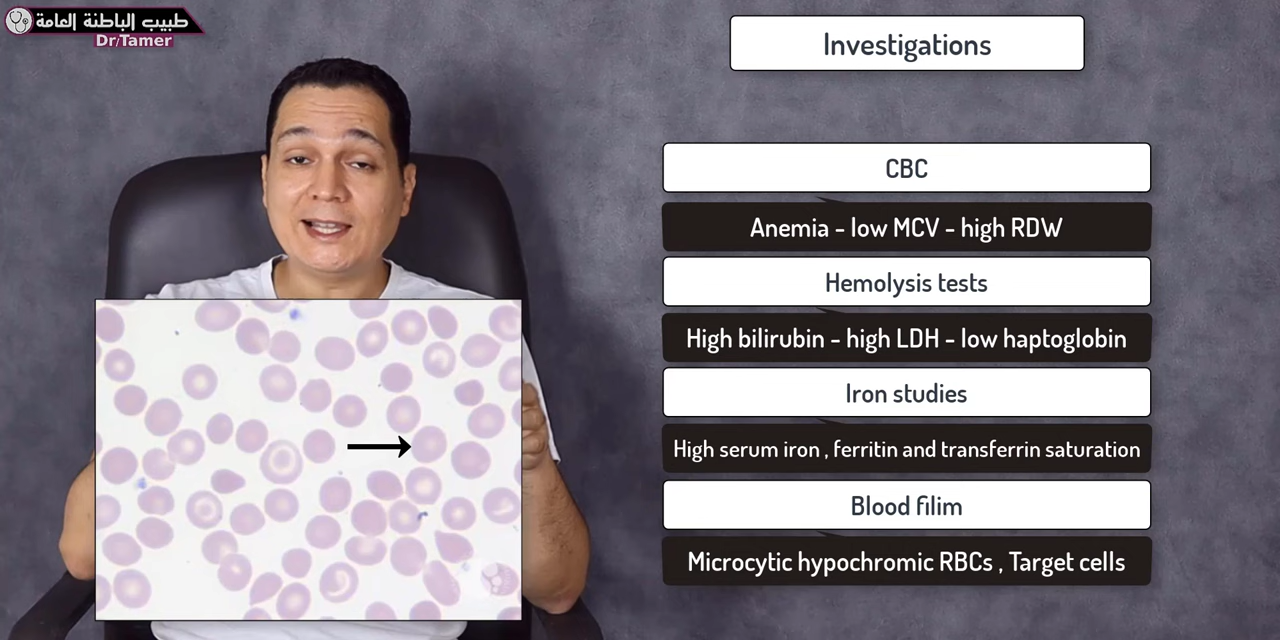 طبيب الباطنة العامة
Dr/Tamer
Investigations
CBC
Anemia - low MCV - high RDW
Hemolysis tests
High bilirubin - high LDH - low haptoglobin
Iron studies
High serum iron , ferritin and transferrin saturation
Blood filim
Microcytic hypochromic RBCs , Target cells